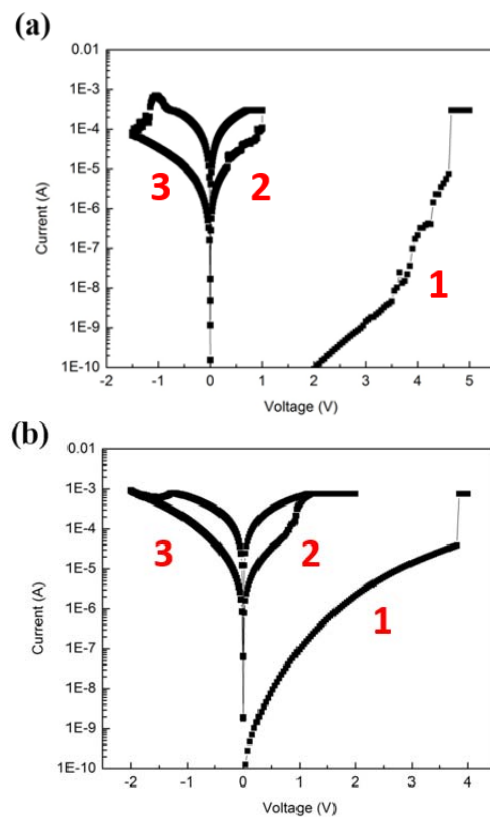 (a)
0.01
1E-3
1E-4
1E-5
1E-6
1E-7
1E-8
1E-9
1E-10
Current (A)
3
2
1
-2 -1 0 1 2 3 4 5
Voltage (V)
(b)
0.01
1E-3
1E-4
1E-5
1E-6
1E-7
1E-8
1E-9
1E-10
Current (A)
3
2
1
-2 -1 0 1 2 3 4
Voltage (V)